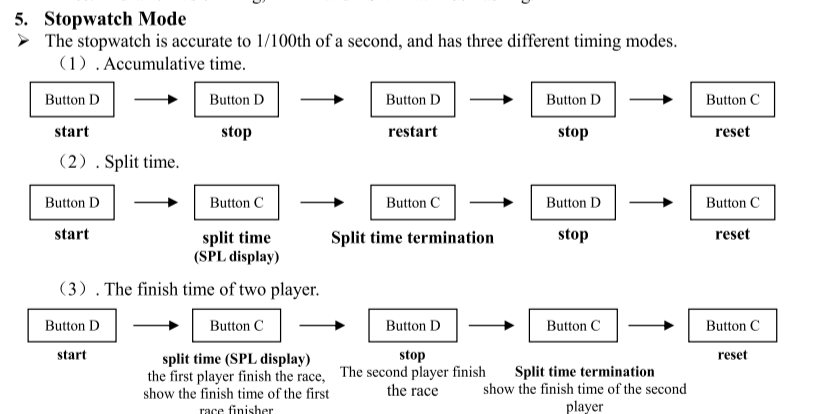 5. Stopwatch Mode
➢ The stopwatch is accurate to 1/100th of a second, and has three different timing modes.
（1）. Accumulative time.
Button D Button D Button D Button D Button C
start stop restart stop reset
（2）. Split time.
Button D Button C Button C Button D Button C
start split time Split time termination stop reset
(SPL display)
（3）. The finish time of two player.
Button D Button C Button D Button C Button C
start split time (SPL display) stop Split time termination reset
the first player finish the race, The second player finish show the finish time of the second
show the finish time of the first the race player
race finisher